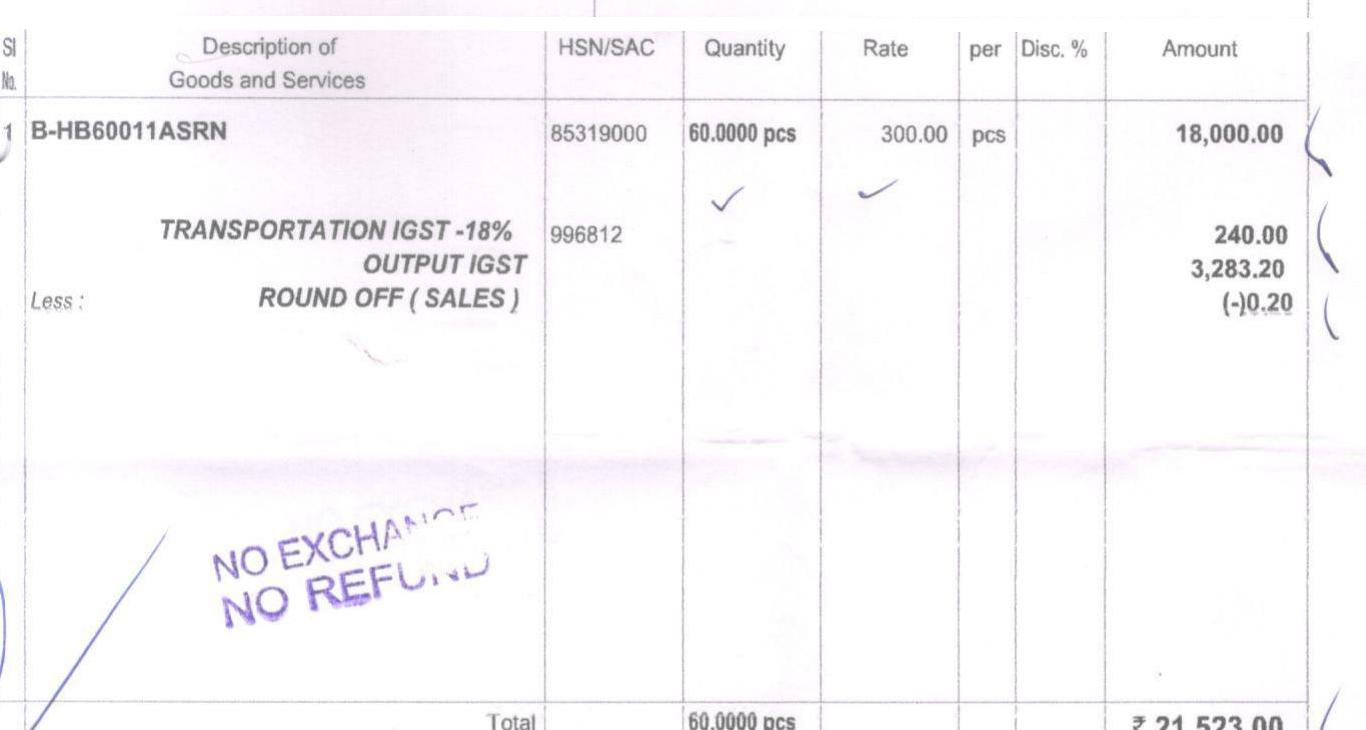 Sl No. Description of Goods and Services HSN/SAC Quantity Rate per Disc. % Amount
1 B-HB60011ASRN 85319000 60.0000 pcs 300.00 pcs 18,000.00
TRANSPORTATION IGST -18% 996812 240.00
OUTPUT IGST 3,283.20
Less : ROUND OFF ( SALES ) (-)0.20
NO EXCHANGE
NO REFUND
Total 60.0000 pcs ₹ 21,523.00